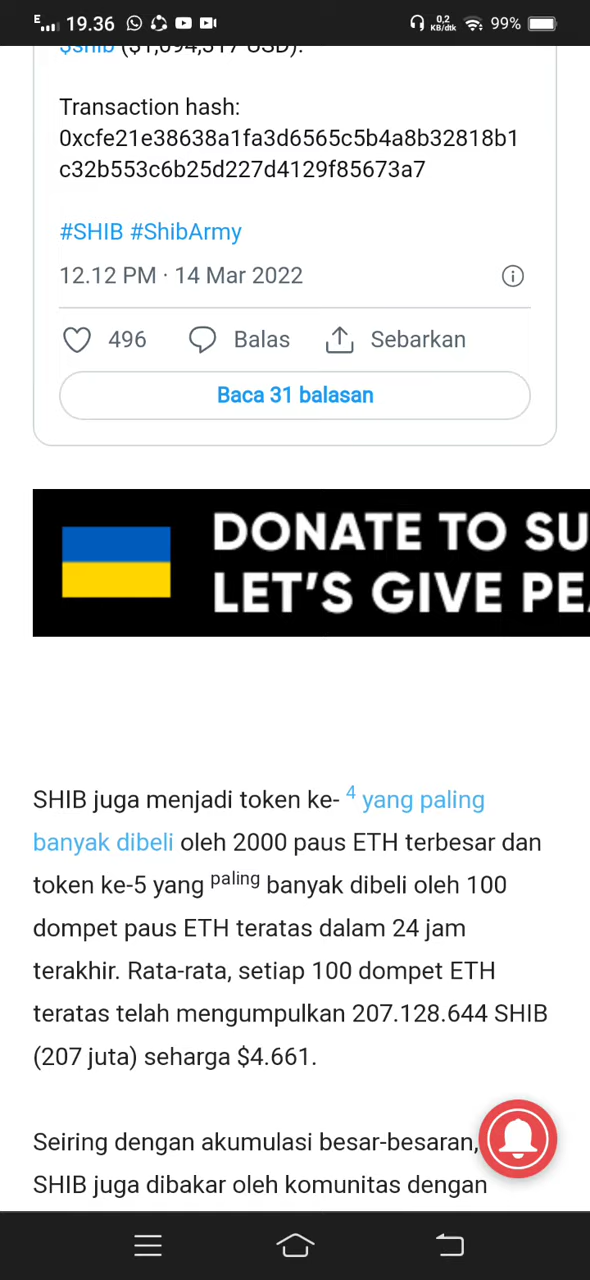 E 19.36 0,2 KB/dtk 99%
Transaction hash:
0xcfe21e38638a1fa3d6565c5b4a8b32818b1
c32b553c6b25d227d4129f85673a7
#SHIB #ShibArmy
12.12 PM · 14 Mar 2022
496 Balas Sebarkan
Baca 31 balasan
DONATE TO SU
LET'S GIVE PE
SHIB juga menjadi token ke- 4 yang paling
banyak dibeli oleh 2000 paus ETH terbesar dan
token ke-5 yang paling banyak dibeli oleh 100
dompet paus ETH teratas dalam 24 jam
terakhir. Rata-rata, setiap 100 dompet ETH
teratas telah mengumpulkan 207.128.644 SHIB
(207 juta) seharga $4.661.
Seiring dengan akumulasi besar-besaran,
SHIB juga dibakar oleh komunitas dengan